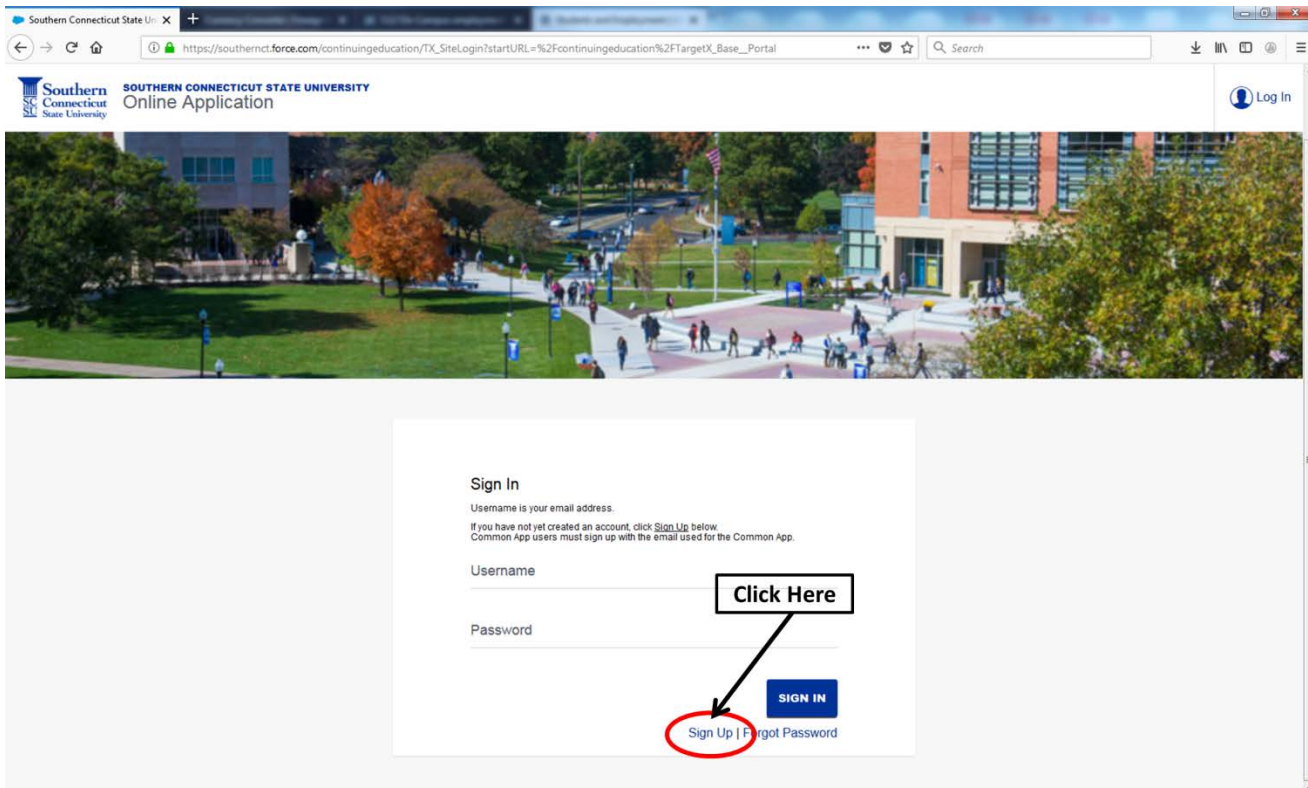 Southern Connecticut State Un
https://southernct.force.com/continuingeducation/TX_SiteLogin?startURL=%2Fcontinuingeducation%2FTargetX_Base__Portal
Search
Southern
SC Connecticut
SU State University
SOUTHERN CONNECTICUT STATE UNIVERSITY
Online Application
Log In
Sign In
Username is your email address.
If you have not yet created an account, click Sign Up below.
Common App users must sign up with the email used for the Common App.
Username
Click Here
Password
SIGN IN
Sign Up | Forgot Password